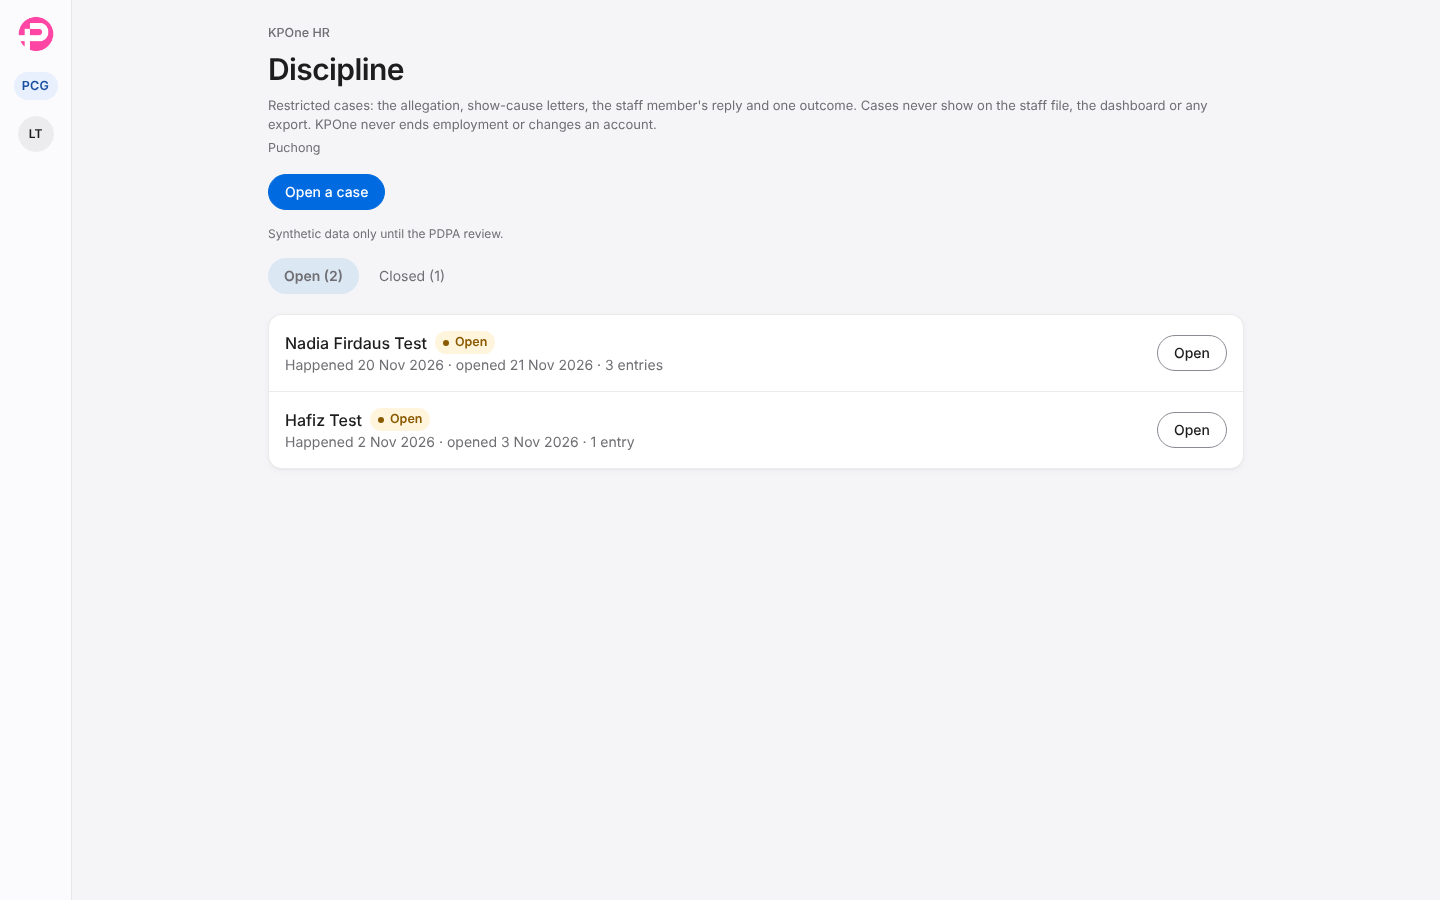 KPOne HR
PCG
LT
Discipline
Restricted cases: the allegation, show-cause letters, the staff member's reply and one outcome. Cases never show on the staff file, the dashboard or any
export. KPOne never ends employment or changes an account.
Puchong
Open a case
Synthetic data only until the PDPA review.
Open (2)
Closed (1)
Nadia Firdaus Test
Open
Happened 20 Nov 2026 · opened 21 Nov 2026 · 3 entries
Open
Hafiz Test
Open
Happened 2 Nov 2026 · opened 3 Nov 2026 · 1 entry
Open